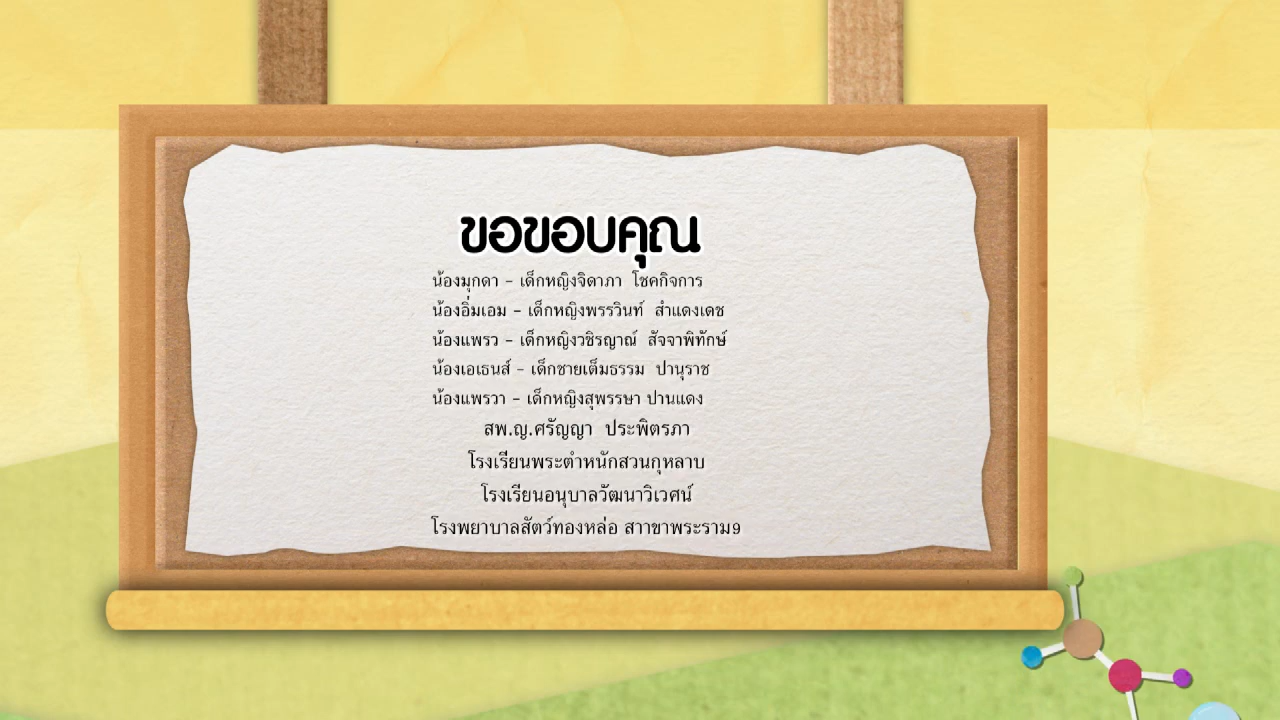 ขอขอบคุณ
น้องมุกดา - เด็กหญิงจิดาภา โชคกิจการ
น้องอิ่มเอม - เด็กหญิงพรรวินท์ สำแดงเดช
น้องแพรว - เด็กหญิงวชิรญาณ์ สัจจาพิทักษ์
น้องเอเธนส์ - เด็กชายเต็มธรรม ปานุราช
น้องแพรวา - เด็กหญิงสุพรรษา ปานแดง
สพ.ญ.ศรัญญา ประพิตรภา
โรงเรียนพระตำหนักสวนกุหลาบ
โรงเรียนอนุบาลวัฒนาวิเวศน์
โรงพยาบาลสัตว์ทองหล่อ สาาขาพระราม9